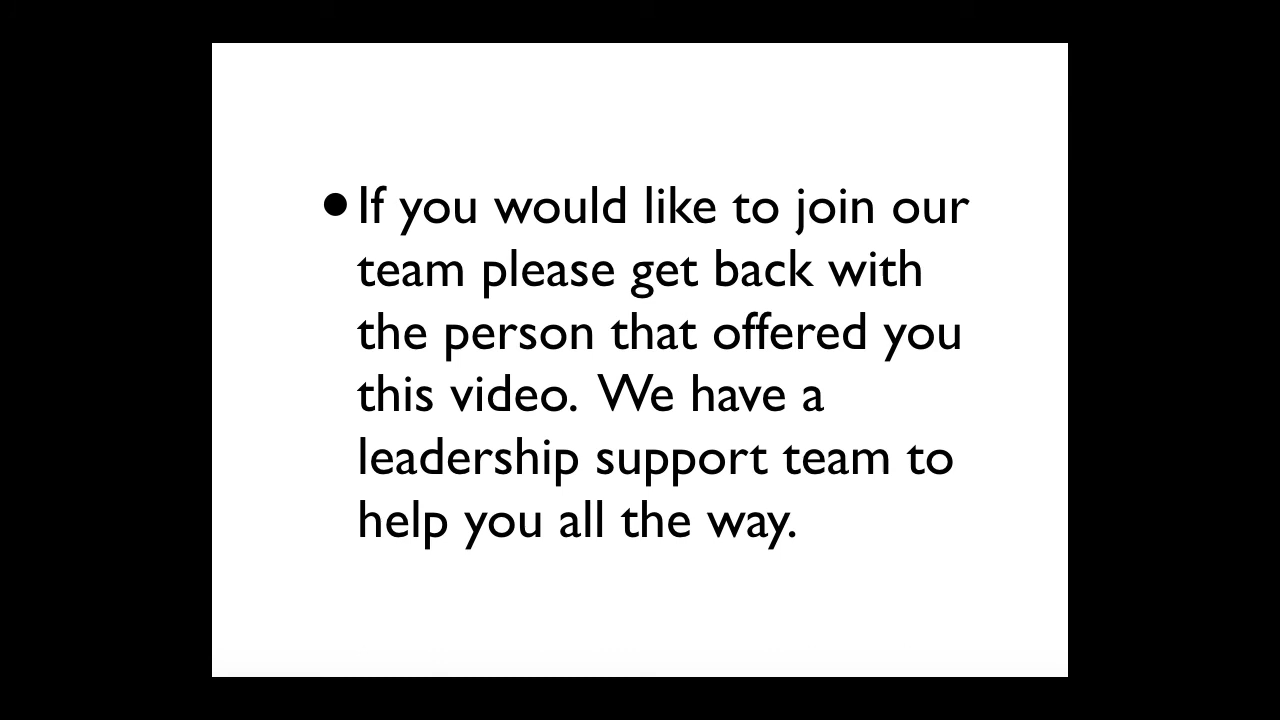 •If you would like to join our
team please get back with
the person that offered you
this video.  We have a
leadership support team to
help you all the way.